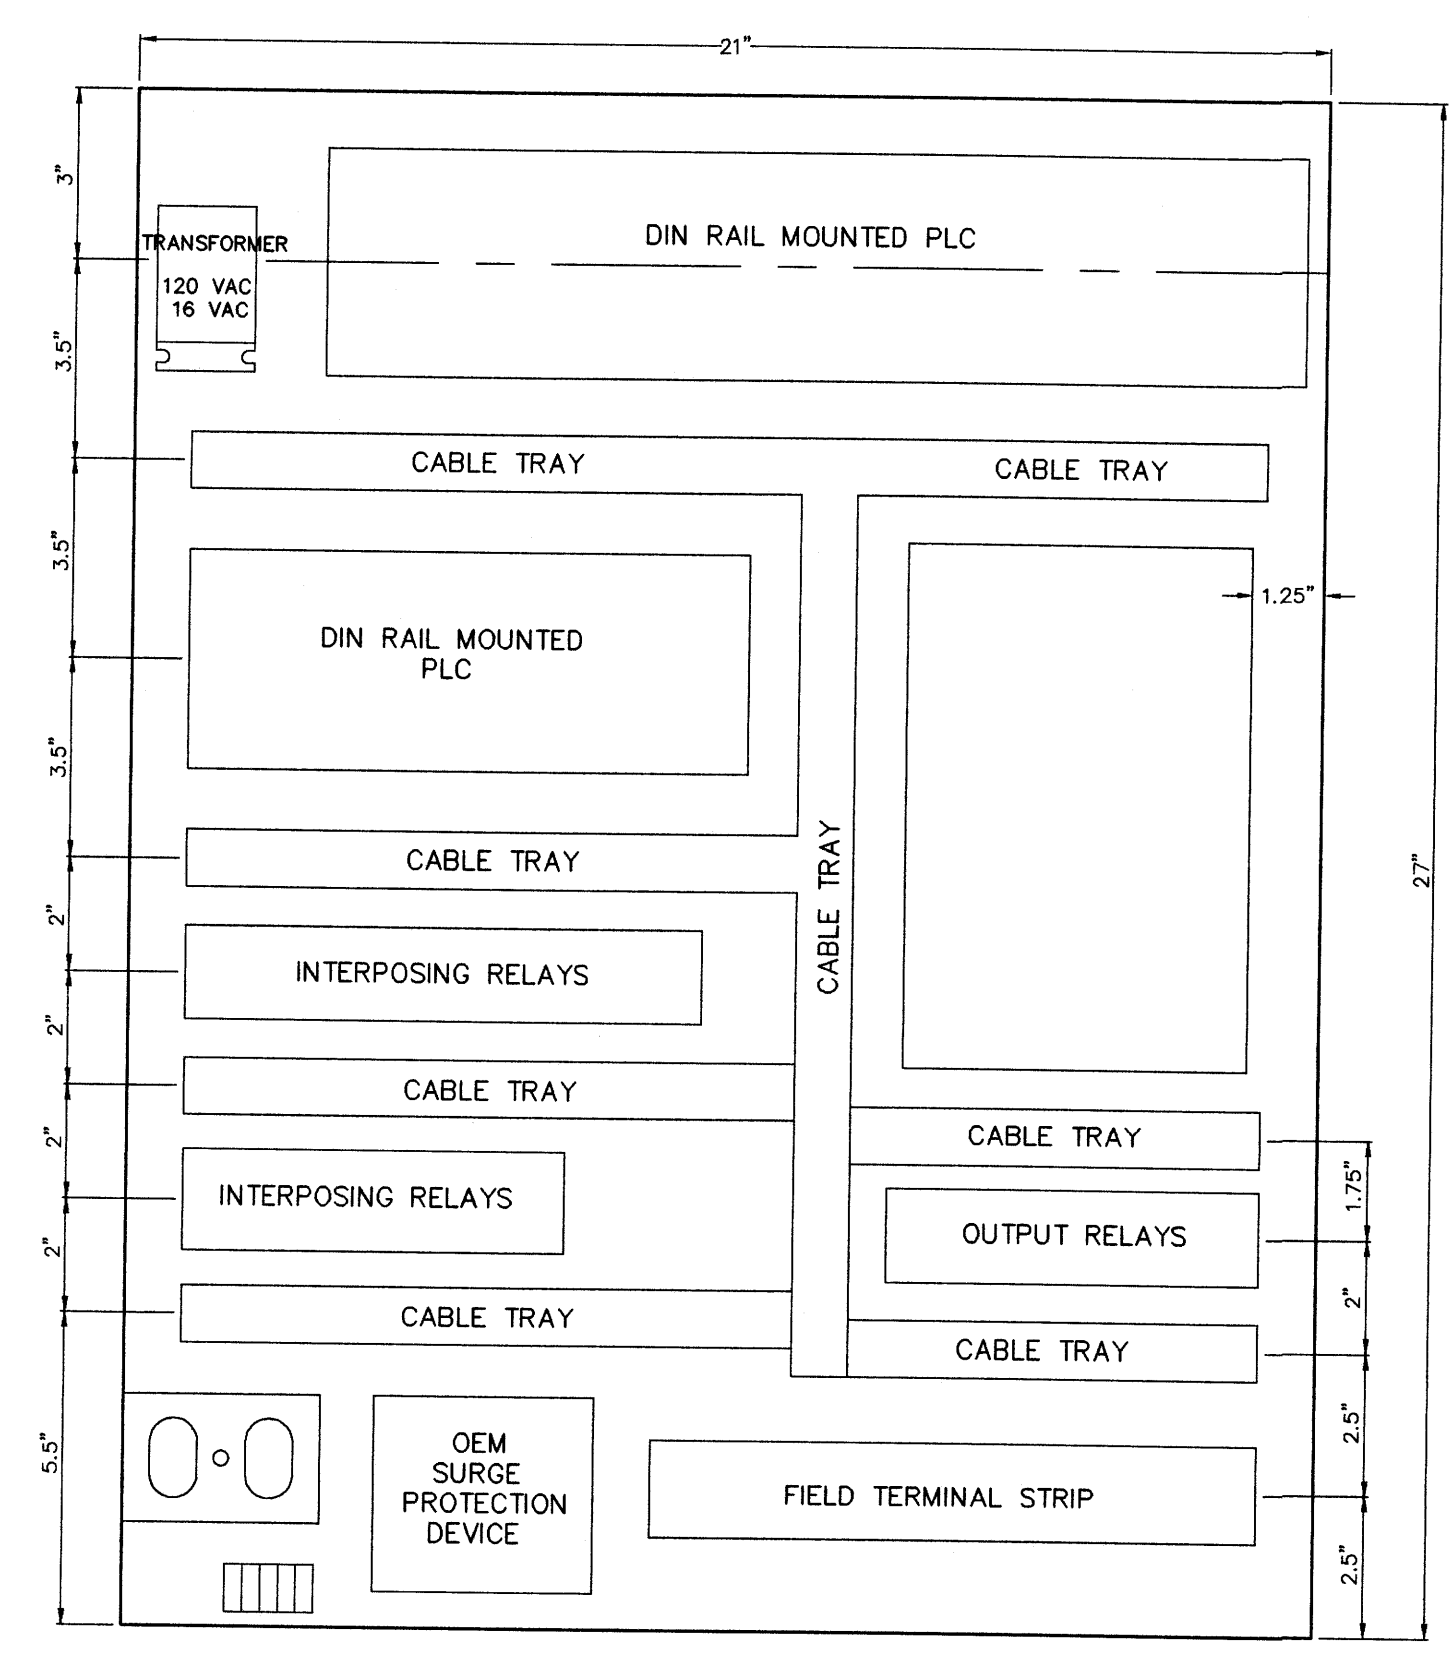 21"
3"
DIN RAIL MOUNTED PLC
TRANSFORMER
120 VAC
16 VAC
3.5"
CABLE TRAY
CABLE TRAY
3.5"
1.25"
DIN RAIL MOUNTED
PLC
3.5"
CABLE TRAY
CABLE TRAY
27"
2"
INTERPOSING RELAYS
2"
CABLE TRAY
CABLE TRAY
2"
1.75"
INTERPOSING RELAYS
OUTPUT RELAYS
2"
2"
CABLE TRAY
CABLE TRAY
5.5"
2.5"
OEM
SURGE
PROTECTION
DEVICE
FIELD TERMINAL STRIP
2.5"